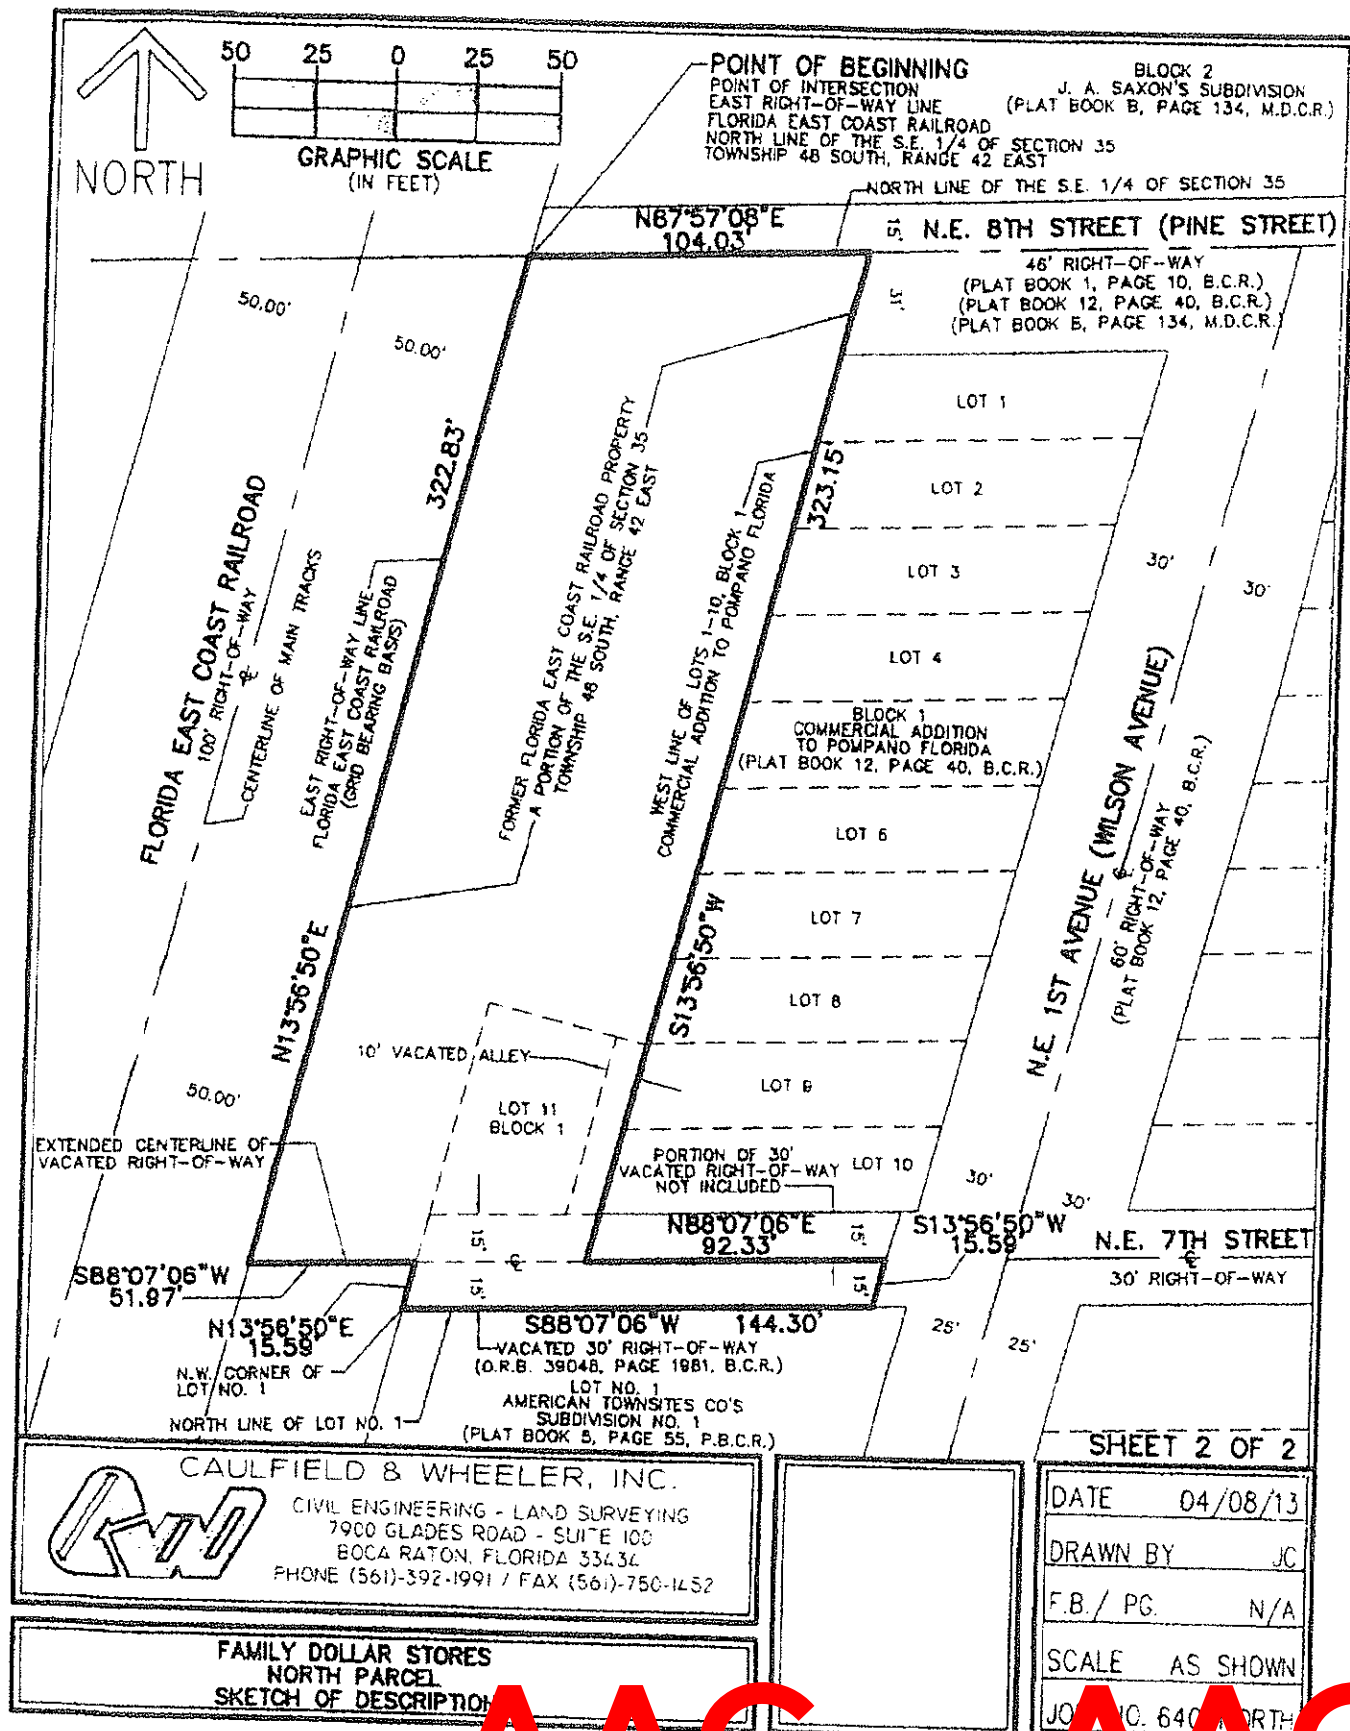 50 25 0 25 50
GRAPHIC SCALE
(IN FEET)
NORTH
POINT OF BEGINNING
POINT OF INTERSECTION
EAST RIGHT-OF-WAY LINE
FLORIDA EAST COAST RAILROAD
NORTH LINE OF THE S.E. 1/4 OF SECTION 35
TOWNSHIP 48 SOUTH, RANGE 42 EAST
BLOCK 2
J. A. SAXON'S SUBDIVISION
(PLAT BOOK B, PAGE 134, M.D.C.R.)
NORTH LINE OF THE S.E. 1/4 OF SECTION 35
N87°57'08"E
104.03'
15'
N.E. 8TH STREET (PINE STREET)
46' RIGHT-OF-WAY
(PLAT BOOK 1, PAGE 10, B.C.R.)
(PLAT BOOK 12, PAGE 40, B.C.R.)
(PLAT BOOK B, PAGE 134, M.D.C.R.)
31'
50.00'
50.00'
LOT 1
LOT 2
LOT 3
LOT 4
BLOCK 1
COMMERCIAL ADDITION
TO POMPANO FLORIDA
(PLAT BOOK 12, PAGE 40, B.C.R.)
LOT 6
LOT 7
LOT 8
LOT 9
LOT 10
322.83'
323.15'
FLORIDA EAST COAST RAILROAD
100' RIGHT-OF-WAY
CENTERLINE OF MAIN TRACKS
EAST RIGHT-OF-WAY LINE
FLORIDA EAST COAST RAILROAD
(GRID BEARING BASIS)
FORMER FLORIDA EAST COAST RAILROAD PROPERTY
A PORTION OF THE S.E. 1/4 OF SECTION 35
TOWNSHIP 48 SOUTH, RANGE 42 EAST
WEST LINE OF LOTS 1-10, BLOCK 1
COMMERCIAL ADDITION TO POMPANO FLORIDA
30'
30'
N.E. 1ST AVENUE (WILSON AVENUE)
60' RIGHT-OF-WAY
(PLAT BOOK 12, PAGE 40, B.C.R.)
N13°56'50"E
S13°56'50"W
10' VACATED ALLEY
LOT 11
BLOCK 1
50.00'
EXTENDED CENTERLINE OF
VACATED RIGHT-OF-WAY
PORTION OF 30'
VACATED RIGHT-OF-WAY
NOT INCLUDED
30'
30'
N88°07'06"E
92.33'
15'
15'
15'
15'
S13°56'50"W
15.59'
N.E. 7TH STREET
30' RIGHT-OF-WAY
S88°07'06"W
51.97'
N13°56'50"E
15.59'
S88°07'06"W 144.30'
25'
25'
N.W. CORNER OF
LOT NO. 1
VACATED 30' RIGHT-OF-WAY
(O.R.B. 39048, PAGE 1981, B.C.R.)
NORTH LINE OF LOT NO. 1
LOT NO. 1
AMERICAN TOWNSITES CO'S
SUBDIVISION NO. 1
(PLAT BOOK 5, PAGE 55, P.B.C.R.)
SHEET 2 OF 2
CAULFIELD & WHEELER, INC.
CIVIL ENGINEERING - LAND SURVEYING
7900 GLADES ROAD - SUITE 100
BOCA RATON, FLORIDA 33434
PHONE (561)-392-1991 / FAX (561)-750-1452
DATE 04/08/13
DRAWN BY JC
F.B./ PG. N/A
SCALE AS SHOWN
FAMILY DOLLAR STORES
NORTH PARCEL
SKETCH OF DESCRIPTION
AAC AAC